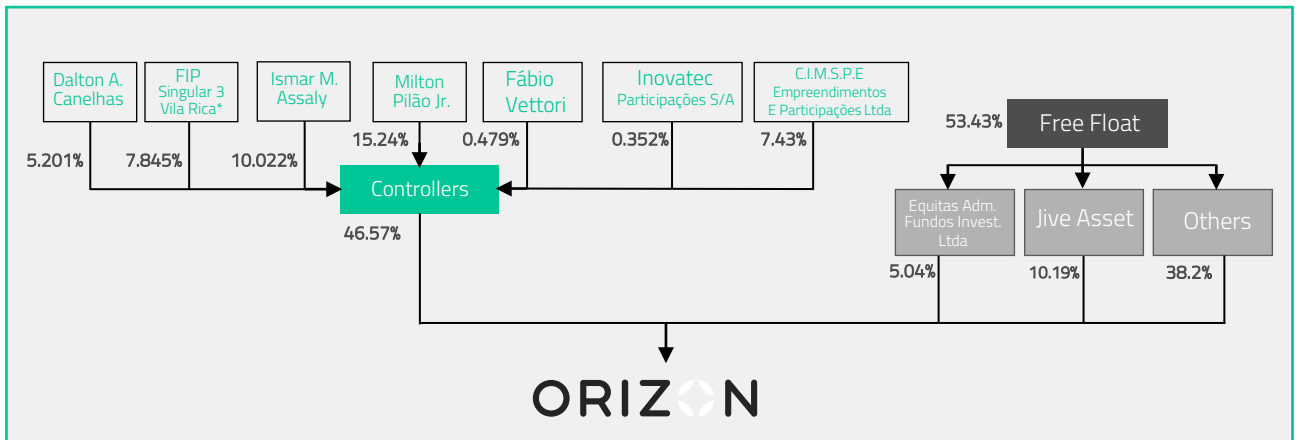 Dalton A.
Canelhas
5.201%
FIP
Singular 3
Vila Rica*
7.845%
Ismar M.
Assaly
10.022%
Milton
Pilão Jr.
15.24%
Fábio
Vettori
0.479%
Inovatec
Participações S/A
0.352%
C.I.M.S.P.E
Empreendimentos
E Participações Ltda
7.43%
Controllers
46.57%
53.43%
Free Float
Equitas Adm.
Fundos Invest.
Ltda
5.04%
Jive Asset
10.19%
Others
38.2%
ORIZON